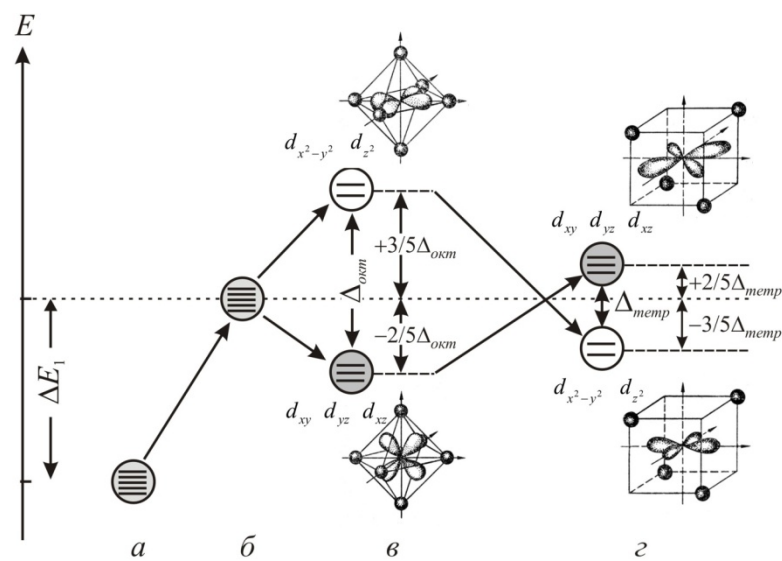 E
d_{x²−y²} d_{z²}
d_{xy} d_{yz} d_{xz}
+3/5Δ_{окт}
Δ_{окт}
+2/5Δ_{тетр}
Δ_{тетр}
−2/5Δ_{окт}
−3/5Δ_{тетр}
ΔE₁
d_{x²−y²} d_{z²}
d_{xy} d_{yz} d_{xz}
а б в г